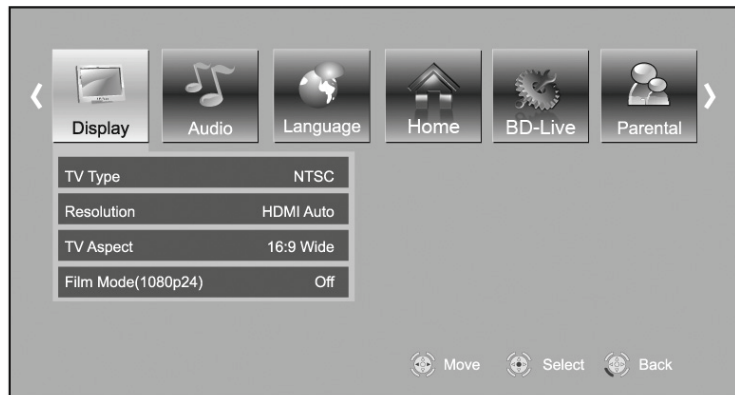 Display Audio Language Home BD-Live Parental
TV Type NTSC
Resolution HDMI Auto
TV Aspect 16:9 Wide
Film Mode(1080p24) Off
Move Select Back